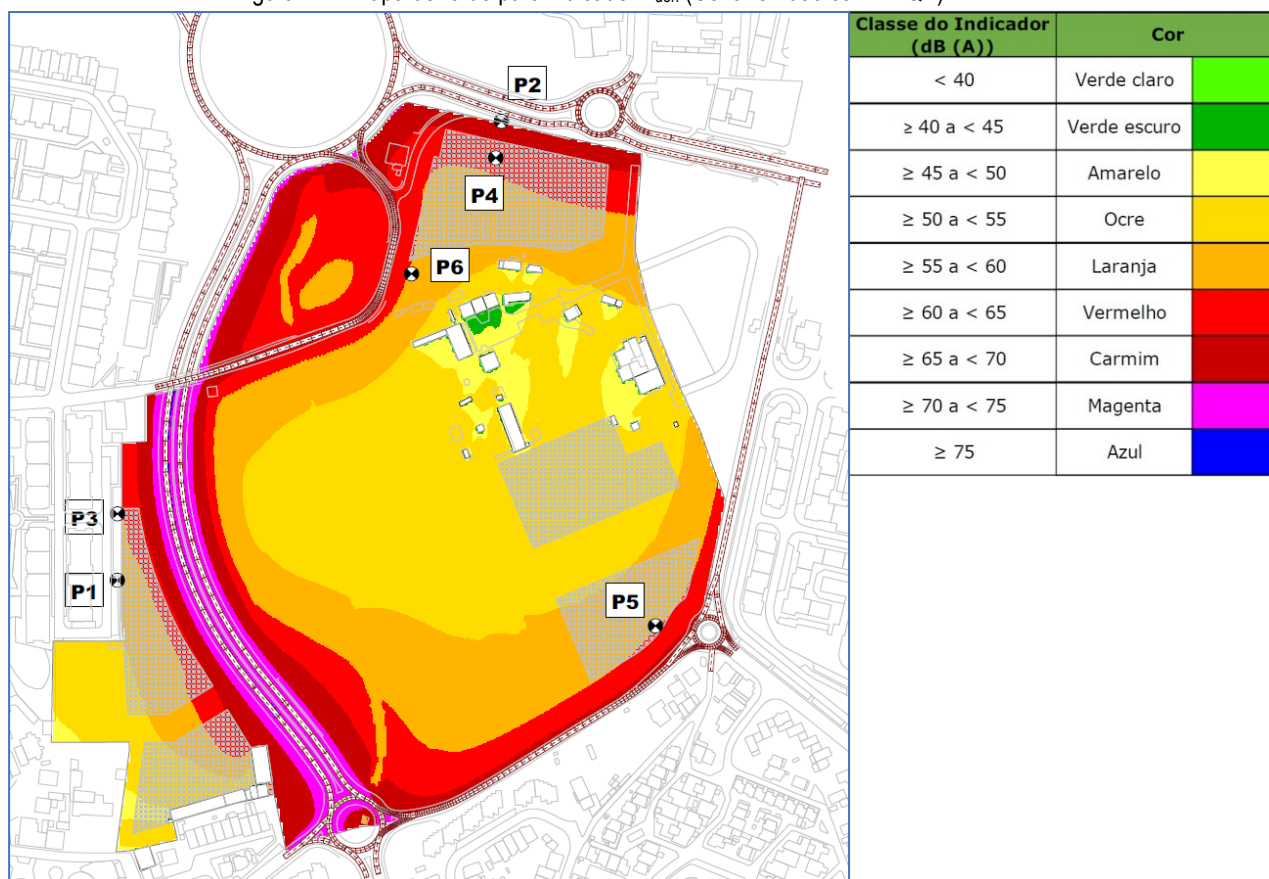 Classe do Indicador (dB (A))
Cor
< 40
Verde claro
≥ 40 a < 45
Verde escuro
≥ 45 a < 50
Amarelo
≥ 50 a < 55
Ocre
≥ 55 a < 60
Laranja
≥ 60 a < 65
Vermelho
≥ 65 a < 70
Carmim
≥ 70 a < 75
Magenta
≥ 75
Azul
P2
P4
P6
P3
P1
P5